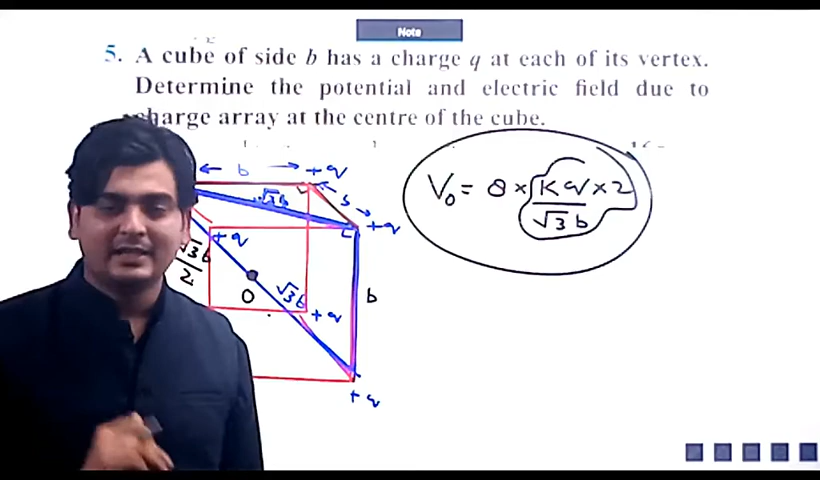 Note
5. A cube of side b has a charge q at each of its vertex.
Determine the potential and electric field due to
charge array at the centre of the cube.
b +q
b
+q
+q
√3b
2
O
√3b
+q
b
+q
V₀ = 8 × Kq×2
√3 b